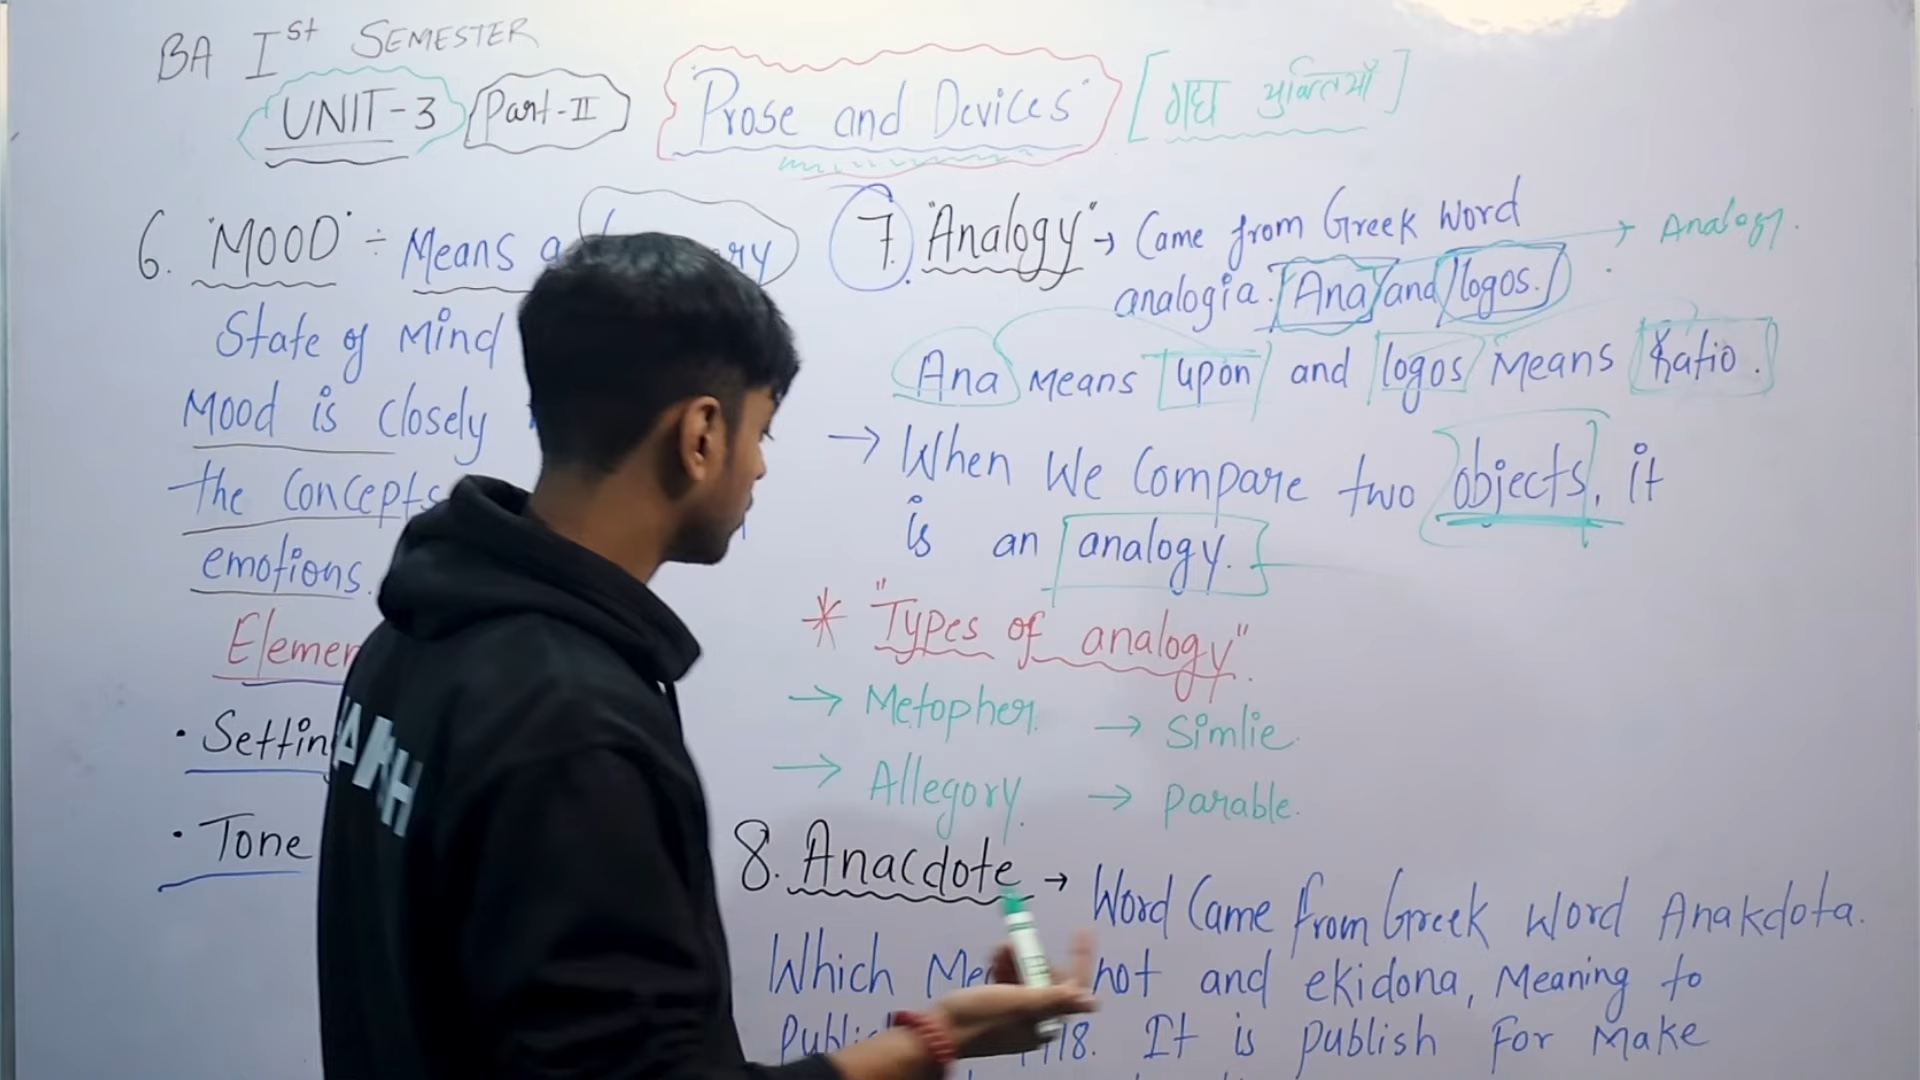 BA Ist SEMESTER
UNIT-3 Part-II "Prose and Devices" [गद्य युक्तियाँ]
6. "MOOD" ÷ Means a
State of Mind
Mood is closely
the concepts
emotions.
• Tone
7. "Analogy" → Came from Greek Word → Analogy.
analogia. Ana and logos.
Ana Means upon and logos Means Ratio.
→ When We Compare two objects, it
is an analogy.
* "Types of analogy".
→ Metopher. → Simlie.
→ Allegory. → Parable.
8. Anacdote → Word Came from Greek Word Anakdota.
Which not and ekidona, Meaning to
It is publish For Make